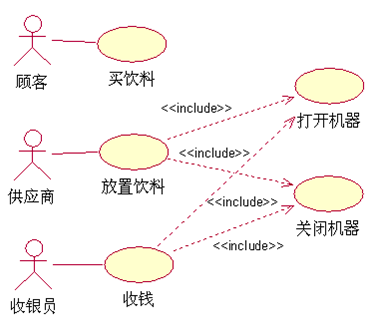 顾客
买饮料
<<include>>
打开机器
供应商
放置饮料
<<include>>
<<include>>
关闭机器
<<include>>
收银员
收钱